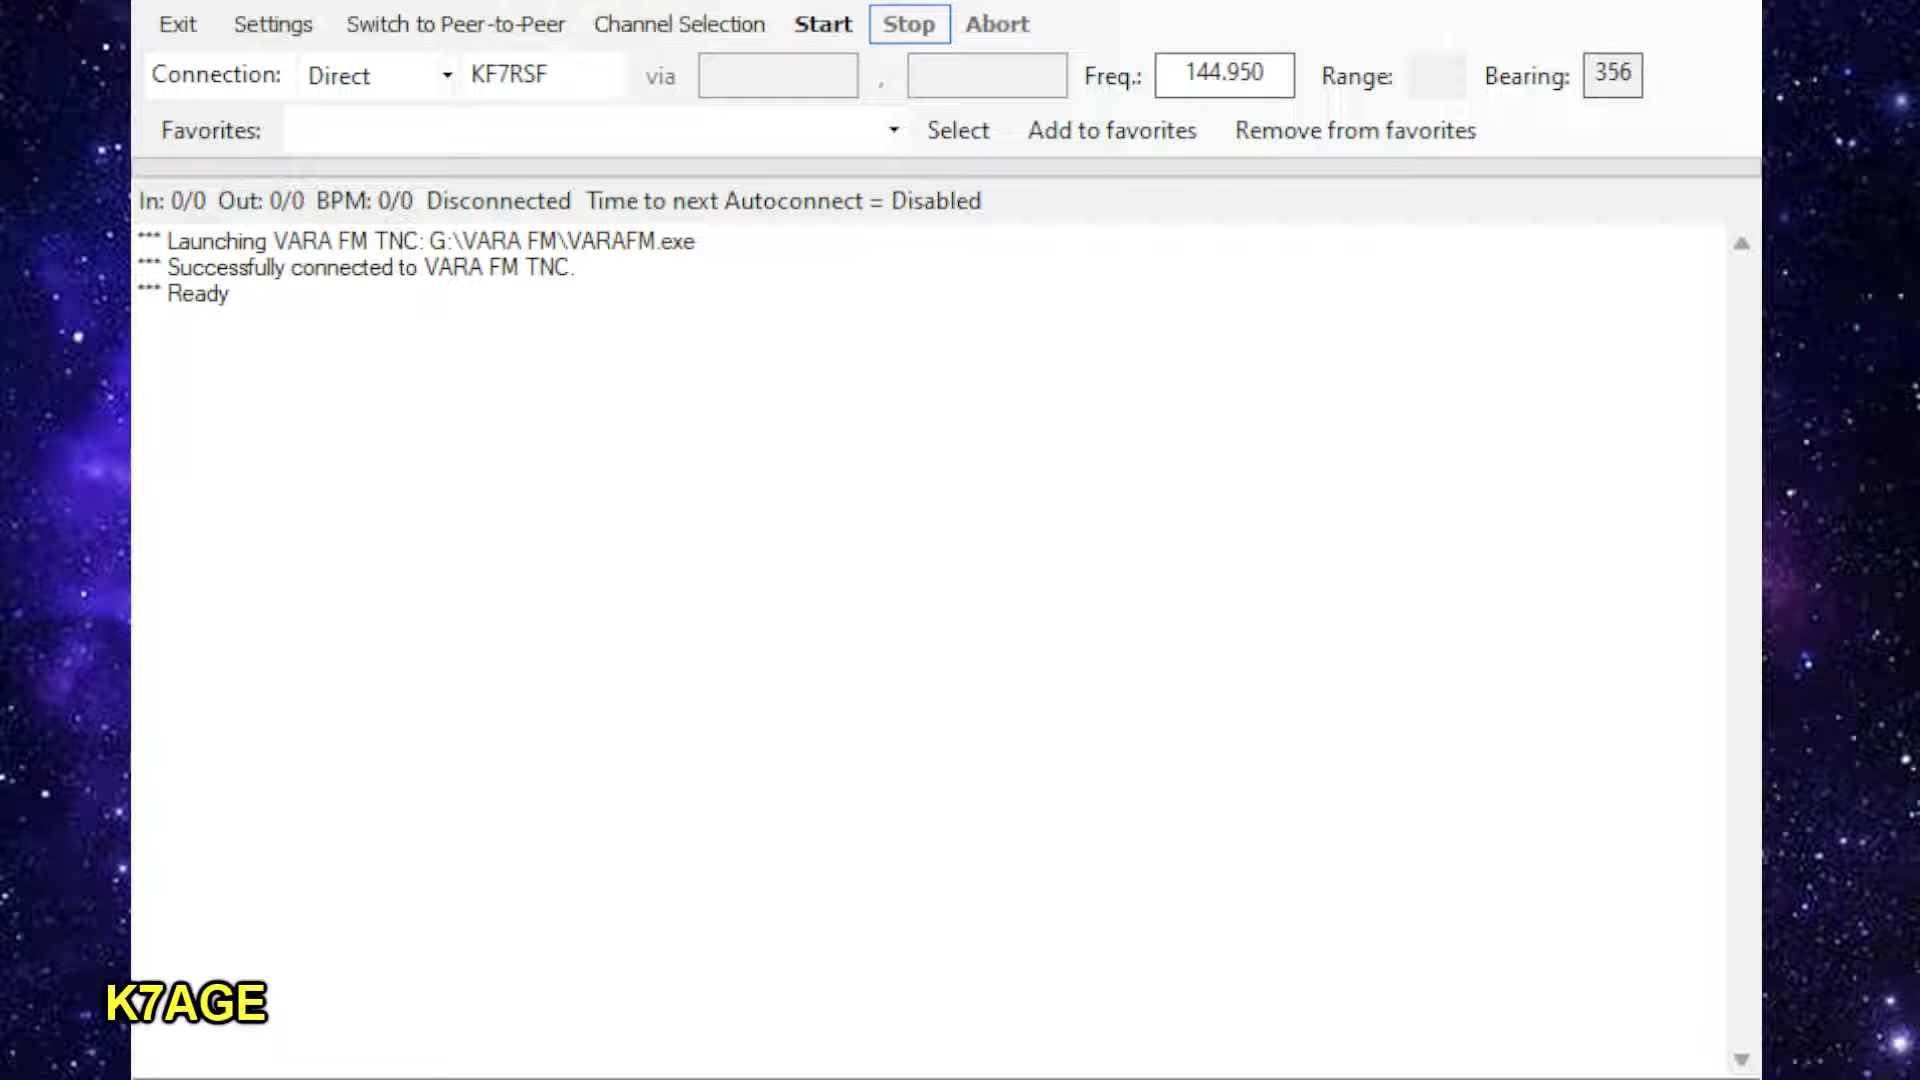 Exit Settings Switch to Peer-to-Peer Channel Selection Start Stop Abort
Connection: Direct KF7RSF via , Freq.: 144.950 Range: Bearing: 356
Favorites: Select Add to favorites Remove from favorites
In: 0/0 Out: 0/0 BPM: 0/0 Disconnected Time to next Autoconnect = Disabled
*** Launching VARA FM TNC: G:\VARA FM\VARAFM.exe
*** Successfully connected to VARA FM TNC.
*** Ready
K7AGE